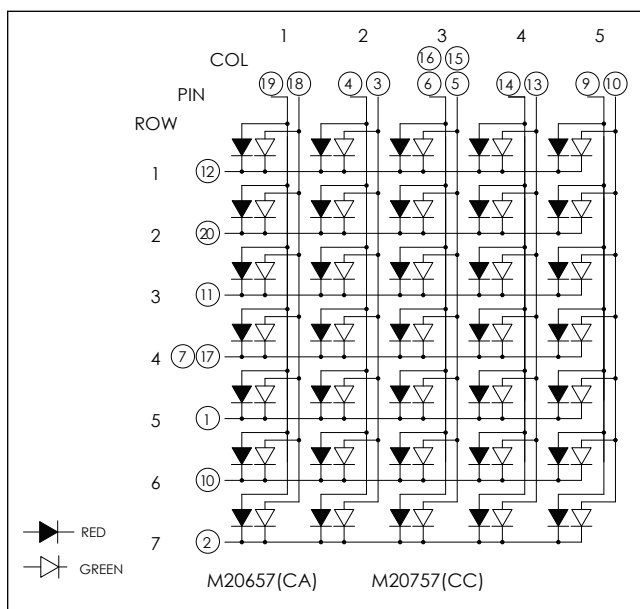 1 2 3 4 5
COL 16 15
PIN 19 18 4 3 6 5 14 13 9 10
ROW
1 12
2 20
3 11
4 7 17
5 1
6 10
7 2
RED
GREEN
M20657(CA) M20757(CC)